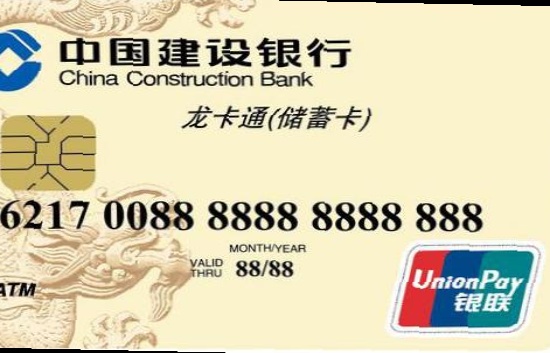 中国建设银行
China Construction Bank
龙卡通(储蓄卡)
6217 0088 8888 8888 888
MONTH/YEAR
VALID
THRU 88/88
ATM
UnionPay
银联